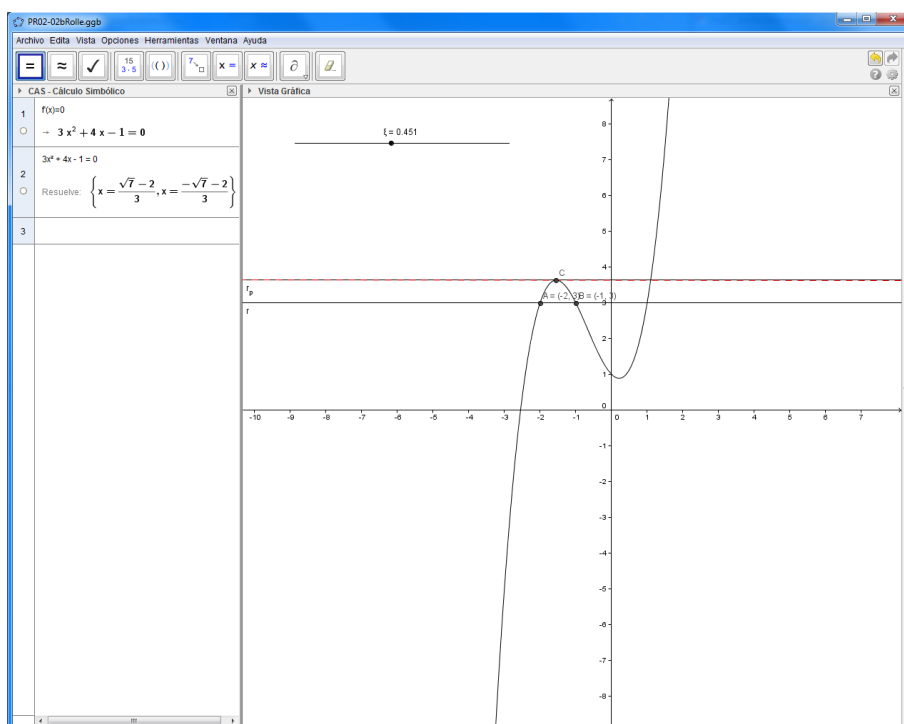 PR02-02bRolle.ggb
Archivo Edita Vista Opciones Herramientas Ventana Ayuda
= ≈ ✓ 15 3·5 (()) 7 x = x ≈ ∂
CAS - Cálculo Simbólico
1
f'(x)=0
→ 3 x² + 4 x − 1 = 0
2
3x² + 4x - 1 = 0
Resuelve: {x = (√7 − 2)/3, x = (−√7 − 2)/3}
3
Vista Gráfica
ξ = 0.451
8
7
6
5
4
3
2
1
0
C
r_p
A = (-2, 3) B = (-1, 3)
r
-10 -9 -8 -7 -6 -5 -4 -3 -2 -1 0 1 2 3 4 5 6 7
-1
-2
-3
-4
-5
-6
-7
-8